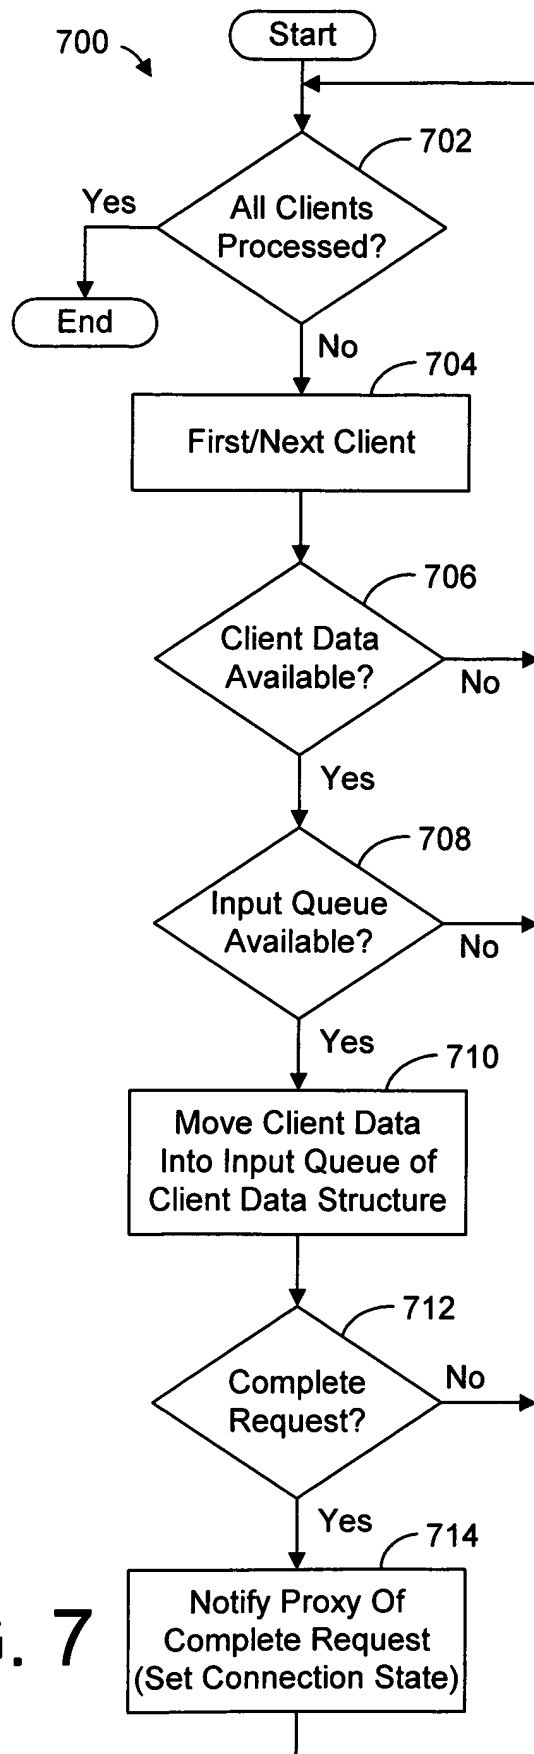 Start
700
702
Yes
All Clients
Processed?
End
No
704
First/Next Client
706
Client Data
Available?
No
Yes
708
Input Queue
Available?
No
Yes
710
Move Client Data
Into Input Queue of
Client Data Structure
712
Complete
Request?
No
Yes
714
Notify Proxy Of
Complete Request
(Set Connection State)
. 7